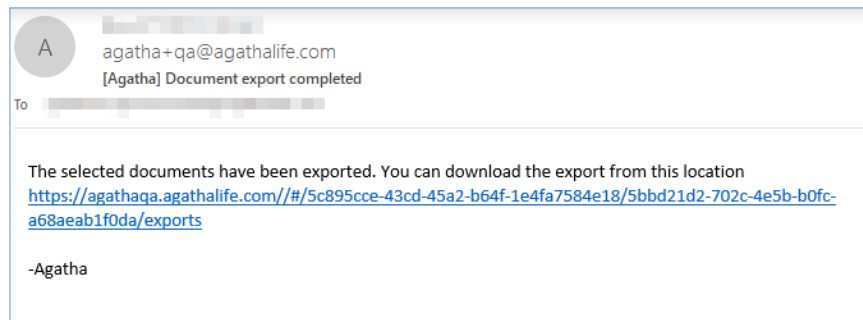 A
agatha+qa@agathalife.com
[Agatha] Document export completed
To
The selected documents have been exported. You can download the export from this location
https://agathaqa.agathalife.com//#/5c895cce-43cd-45a2-b64f-1e4fa7584e18/5bbd21d2-702c-4e5b-b0fc-
a68aeab1f0da/exports
-Agatha